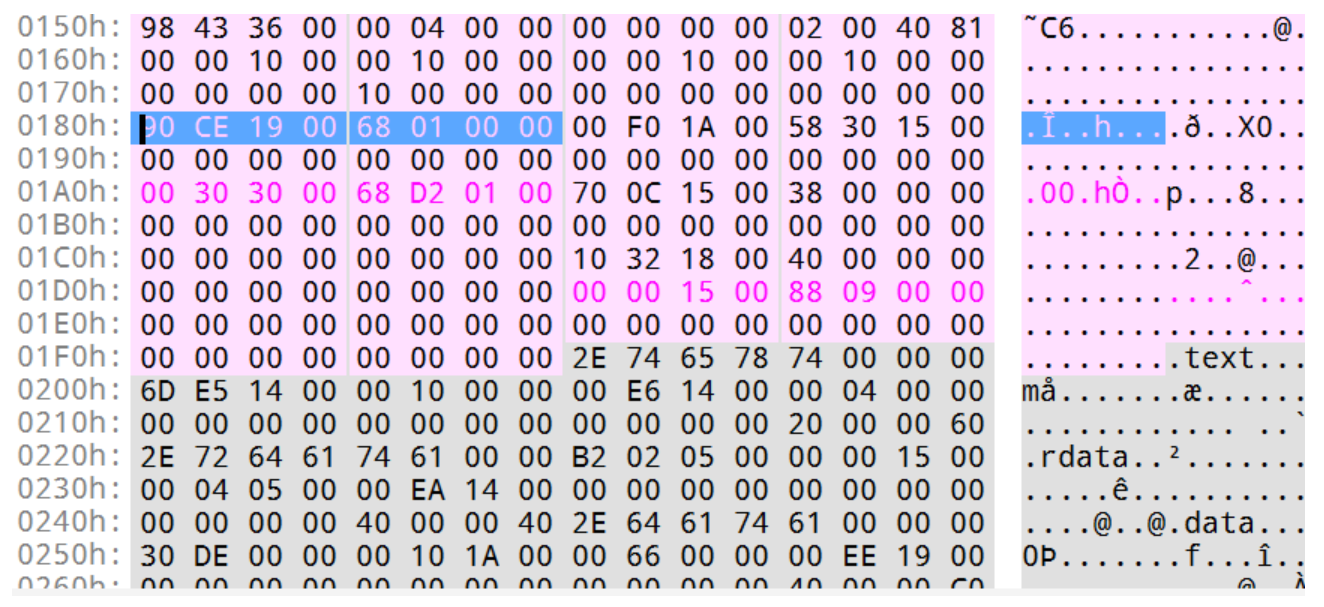 0150h: 98 43 36 00 00 04 00 00 00 00 00 00 02 00 40 81 ˜C6...........@.
0160h: 00 00 10 00 00 10 00 00 00 00 10 00 00 10 00 00 ................
0170h: 00 00 00 00 10 00 00 00 00 00 00 00 00 00 00 00 ................
0180h: 90 CE 19 00 68 01 00 00 00 F0 1A 00 58 30 15 00 .Î..h....ð..X0..
0190h: 00 00 00 00 00 00 00 00 00 00 00 00 00 00 00 00 ................
01A0h: 00 30 30 00 68 D2 01 00 70 0C 15 00 38 00 00 00 .00.hÒ..p...8...
01B0h: 00 00 00 00 00 00 00 00 00 00 00 00 00 00 00 00 ................
01C0h: 00 00 00 00 00 00 00 00 10 32 18 00 40 00 00 00 .........2..@...
01D0h: 00 00 00 00 00 00 00 00 00 00 15 00 88 09 00 00 ............ˆ...
01E0h: 00 00 00 00 00 00 00 00 00 00 00 00 00 00 00 00 ................
01F0h: 00 00 00 00 00 00 00 00 2E 74 65 78 74 00 00 00 .........text...
0200h: 6D E5 14 00 00 10 00 00 00 E6 14 00 00 04 00 00 må.......æ......
0210h: 00 00 00 00 00 00 00 00 00 00 00 00 20 00 00 60 ............ ..`
0220h: 2E 72 64 61 74 61 00 00 B2 02 05 00 00 00 15 00 .rdata..².......
0230h: 00 04 05 00 00 EA 14 00 00 00 00 00 00 00 00 00 .....ê..........
0240h: 00 00 00 00 40 00 00 40 2E 64 61 74 61 00 00 00 ....@..@.data...
0250h: 30 DE 00 00 00 10 1A 00 00 66 00 00 00 EE 19 00 0Þ.......f...î..
0260h: 00 00 00 00 00 00 00 00 00 00 00 00 40 00 00 C0